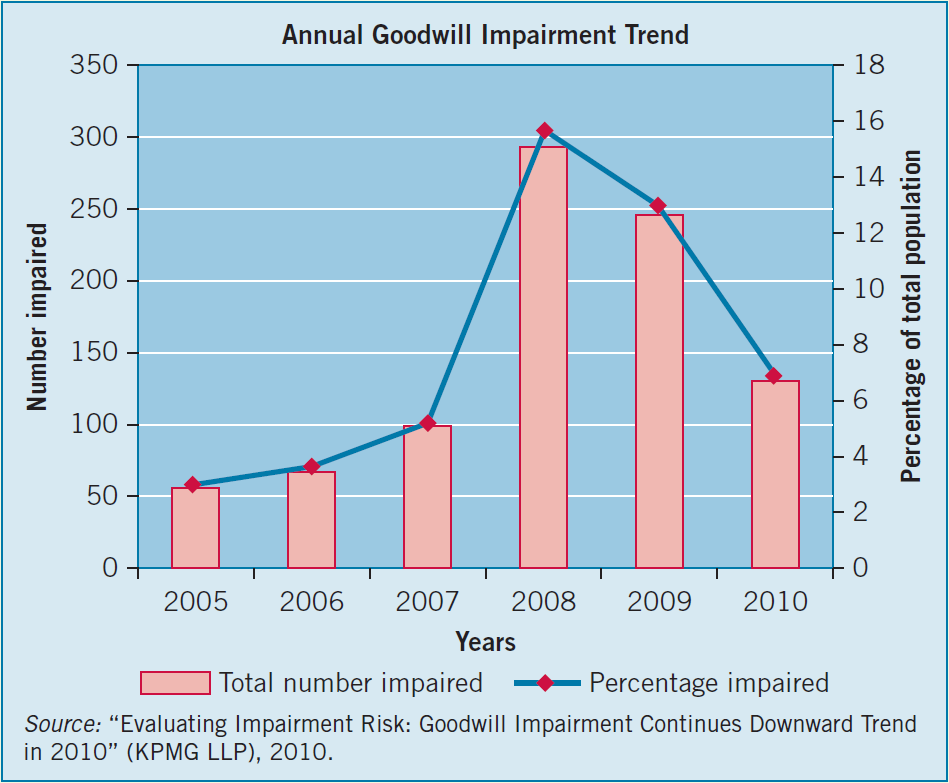 Annual Goodwill Impairment Trend
350
300
250
200
150
100
50
0
Number impaired
18
16
14
12
10
8
6
4
2
0
Percentage of total population
2005 2006 2007 2008 2009 2010
Years
Total number impaired Percentage impaired
Source: “Evaluating Impairment Risk: Goodwill Impairment Continues Downward Trend
in 2010” (KPMG LLP), 2010.